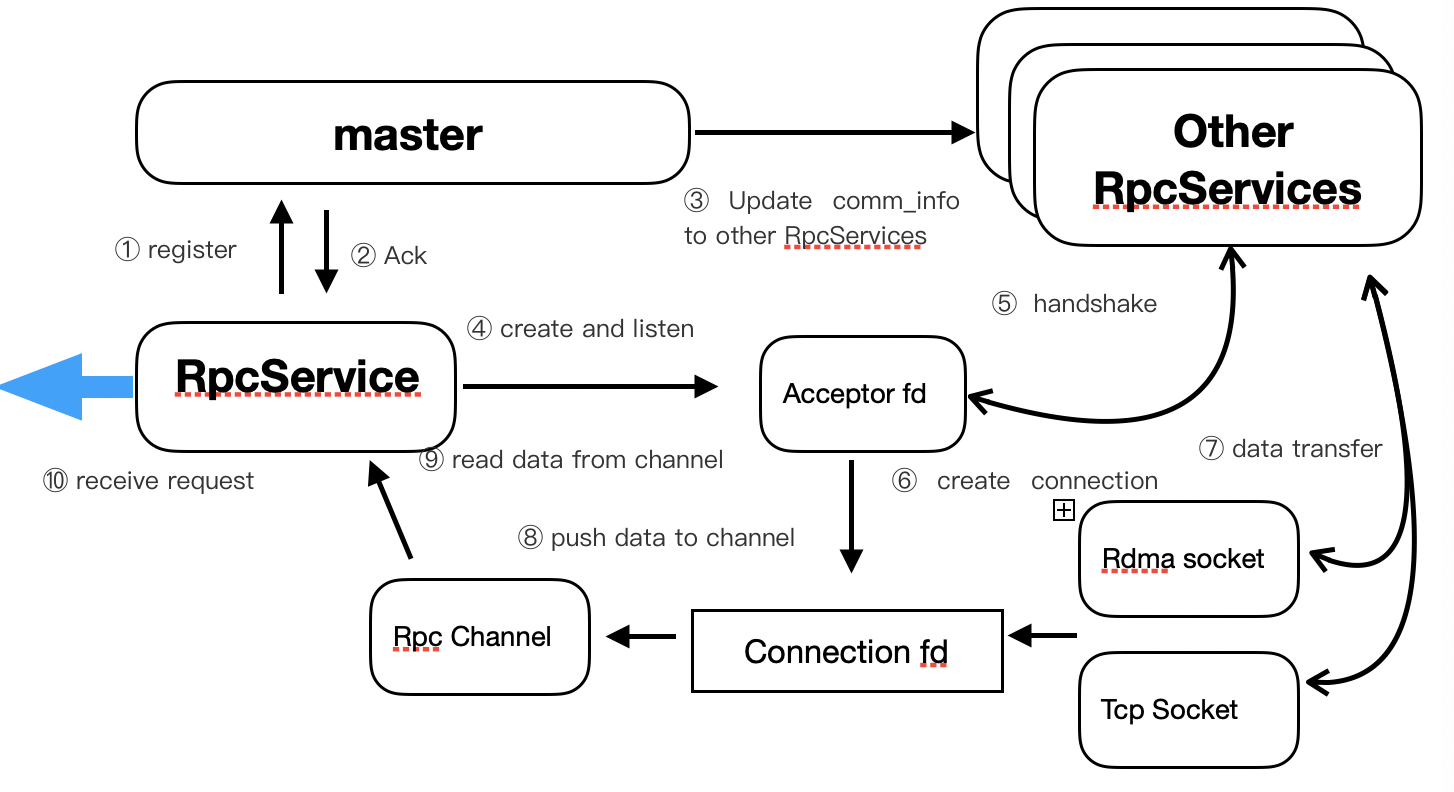 master
Other
RpcServices
③ Update comm_info
to other RpcServices
① register
② Ack
⑤ handshake
④ create and listen
RpcService
Acceptor fd
⑦ data transfer
⑨ read data from channel
⑩ receive request
⑥ create connection
⑧ push data to channel
Rdma socket
Rpc Channel
Connection fd
Tcp Socket